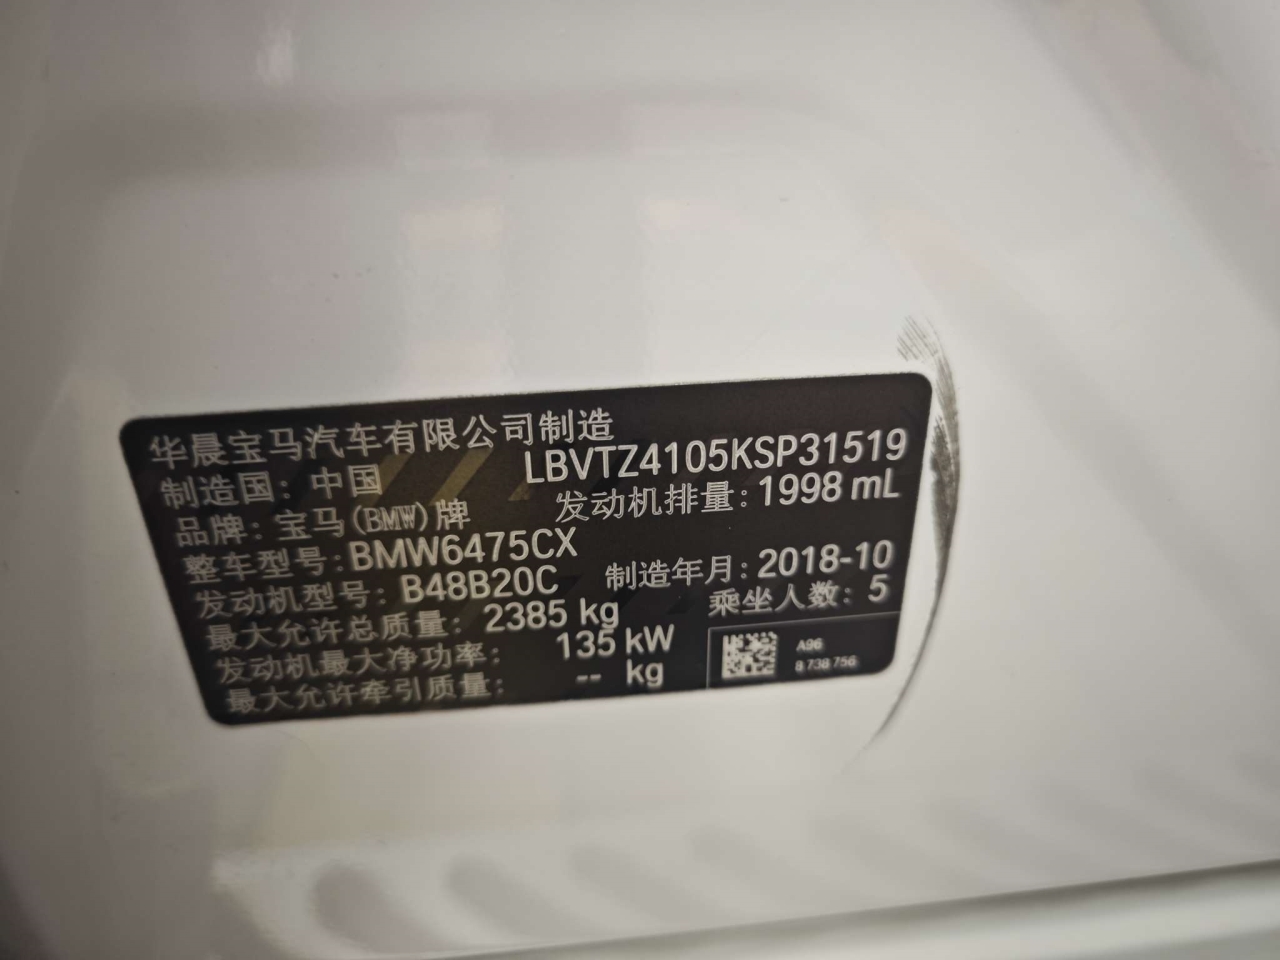 华晨宝马汽车有限公司制造
LBVTZ4105KSP31519
制造国：中国
发动机排量：1998 mL
品牌：宝马(BMW)牌
整车型号：BMW6475CX
制造年月：2018-10
发动机型号：B48B20C
乘坐人数：5
最大允许总质量：2385 kg
发动机最大净功率：135 kW
最大允许牵引质量：-- kg
A96
8 738 756